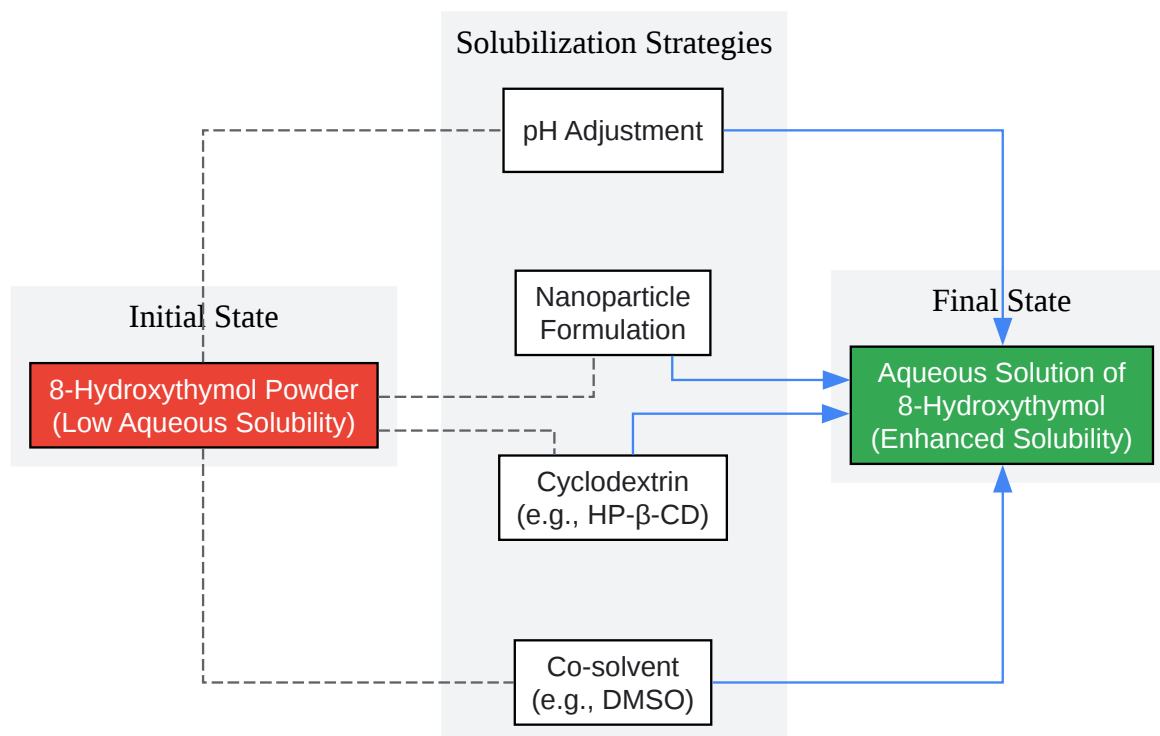 Solubilization Strategies
pH Adjustment
Nanoparticle
Formulation
Initial State
Final State
8-Hydroxythymol Powder
(Low Aqueous Solubility)
Aqueous Solution of
8-Hydroxythymol
(Enhanced Solubility)
Cyclodextrin
(e.g., HP-β-CD)
Co-solvent
(e.g., DMSO)